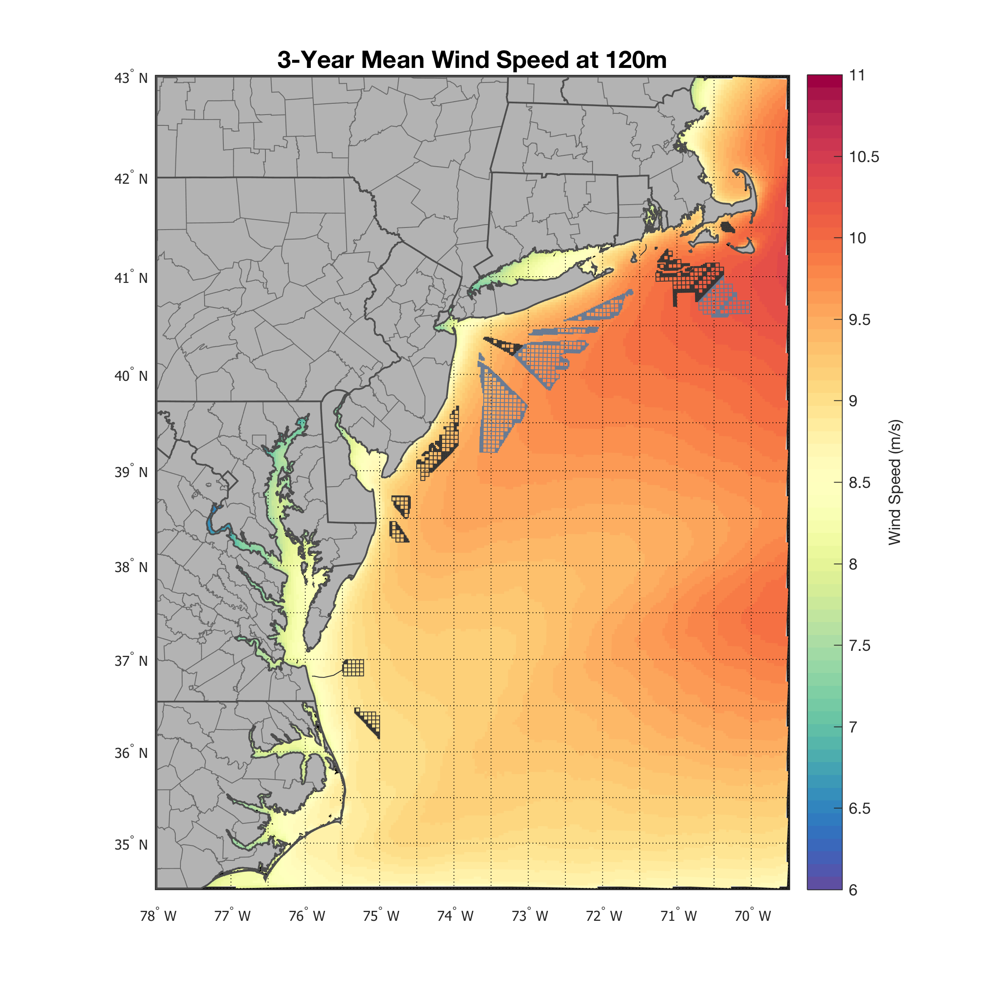 3-Year Mean Wind Speed at 120m
43° N
42° N
41° N
40° N
39° N
38° N
37° N
36° N
35° N
78° W
77° W
76° W
75° W
74° W
73° W
72° W
71° W
70° W
11
10.5
10
9.5
9
8.5
8
7.5
7
6.5
6
Wind Speed (m/s)